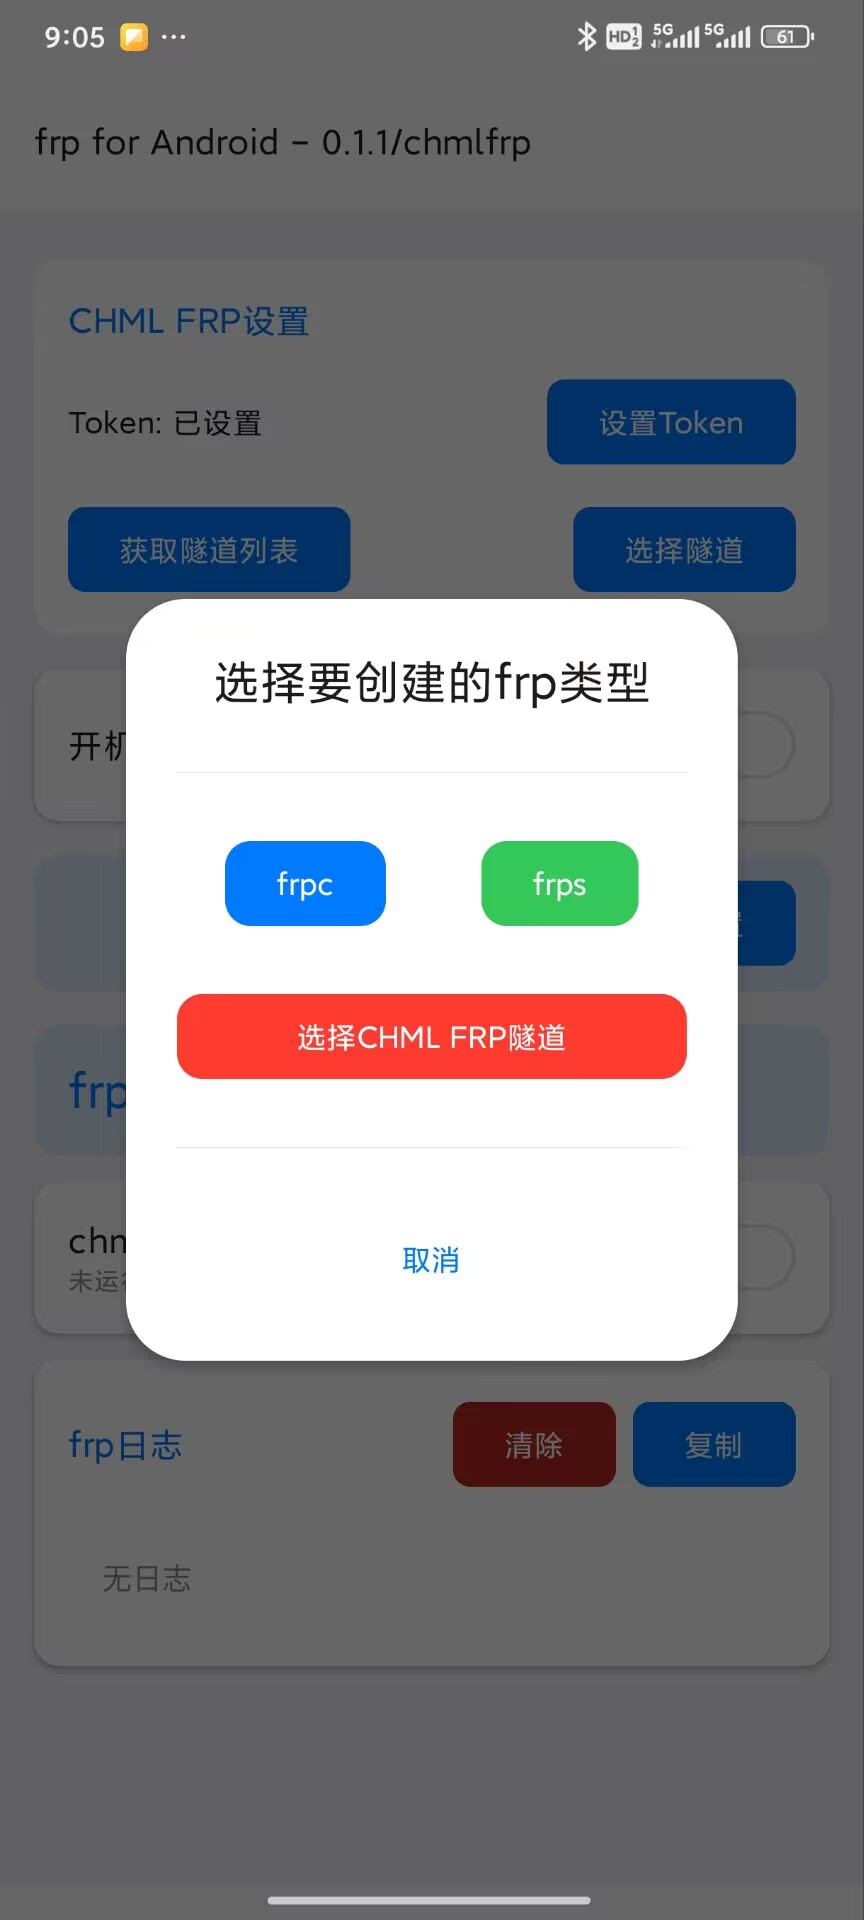 9:05 ...
HD 1 2 5G 5G 61
frp for Android - 0.1.1/chmlfrp
CHML FRP设置
Token: 已设置
设置Token
获取隧道列表
选择隧道
选择要创建的frp类型
开机
frpc
frps
选择CHML FRP隧道
frp
chm
未运
取消
frp日志
清除
复制
无日志